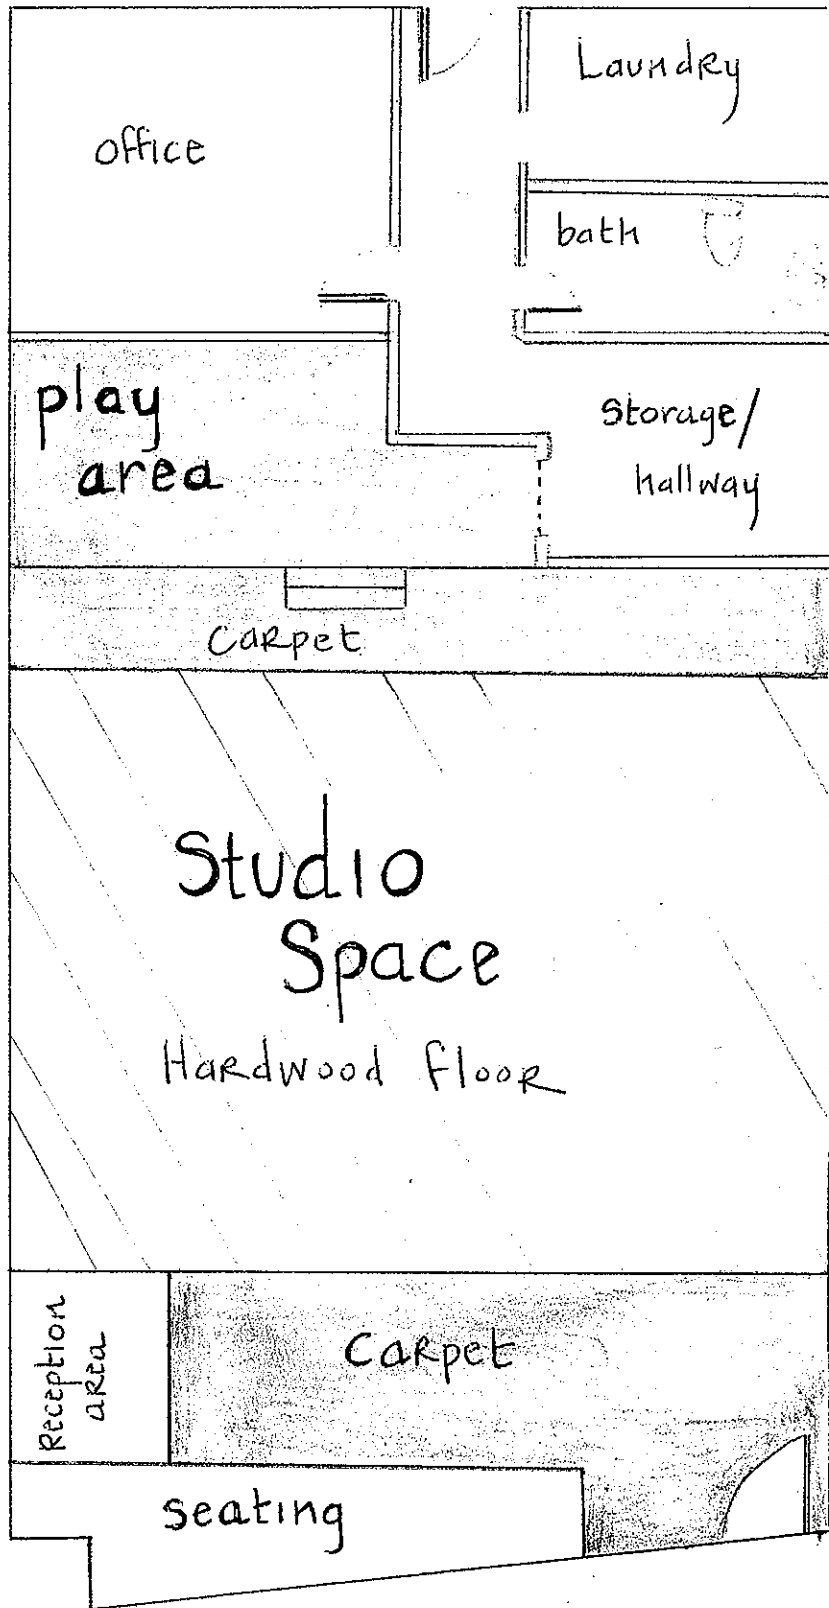 office
Laundry
bath
play
area
Storage/
hallway
Carpet
Studio
Space
Hardwood floor
Reception
area
Carpet
seating